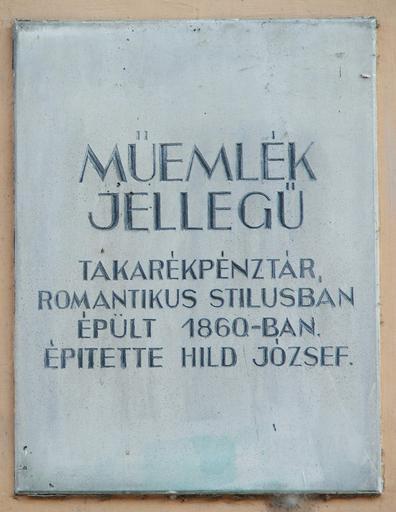 MŰEMLÉK
JELLEGŰ
TAKARÉKPÉNZTÁR,
ROMANTIKUS STILUSBAN
ÉPÜLT 1860-BAN.
ÉPITETTE HILD JÓZSEF.